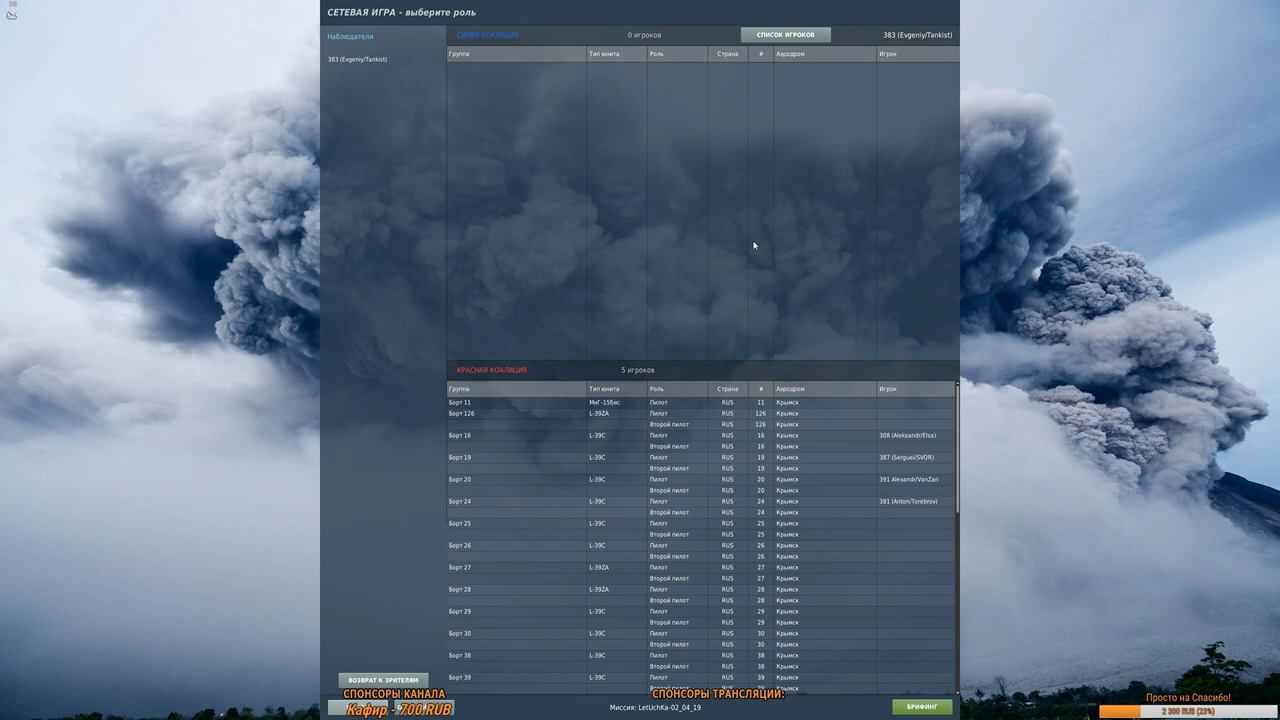 38
СЕТЕВАЯ ИГРА - выберите роль
Наблюдатели
383 (Evgeniy/Tankist)
СИНЯЯ КОАЛИЦИЯ 0 игроков СПИСОК ИГРОКОВ 383 (Evgeniy/Tankist)
Группа Тип юнита Роль Страна # Аэродром Игрок
КРАСНАЯ КОАЛИЦИЯ 5 игроков
Группа Тип юнита Роль Страна # Аэродром Игрок
Борт 11 МиГ-15бис Пилот RUS 11 Крымск
Борт 126 L-39ZA Пилот RUS 126 Крымск
Второй пилот RUS 126 Крымск
Борт 16 L-39C Пилот RUS 16 Крымск 308 (Aleksandr/Elsa)
Второй пилот RUS 16 Крымск
Борт 19 L-39C Пилот RUS 19 Крымск 387 (Serguei/SVOR)
Второй пилот RUS 19 Крымск
Борт 20 L-39C Пилот RUS 20 Крымск 391 Alexandr/VanZan
Второй пилот RUS 20 Крымск
Борт 24 L-39C Пилот RUS 24 Крымск 381 (Anton/Torebrov)
Второй пилот RUS 24 Крымск
Борт 25 L-39C Пилот RUS 25 Крымск
Второй пилот RUS 25 Крымск
Борт 26 L-39C Пилот RUS 26 Крымск
Второй пилот RUS 26 Крымск
Борт 27 L-39ZA Пилот RUS 27 Крымск
Второй пилот RUS 27 Крымск
Борт 28 L-39ZA Пилот RUS 28 Крымск
Второй пилот RUS 28 Крымск
Борт 29 L-39C Пилот RUS 29 Крымск
Второй пилот RUS 29 Крымск
Борт 30 L-39C Пилот RUS 30 Крымск
Второй пилот RUS 30 Крымск
Борт 38 L-39C Пилот RUS 38 Крымск
Второй пилот RUS 38 Крымск
Борт 39 L-39C Пилот RUS 39 Крымск
ВОЗВРАТ К ЗРИТЕЛЯМ
СПОНСОРЫ КАНАЛА
Кафир - 700 RUB
СПОНСОРЫ ТРАНСЛЯЦИИ:
Миссия: LetUchKa-02_04_19
БРИФИНГ
Просто на Спасибо!
2 300 RUB (23%)